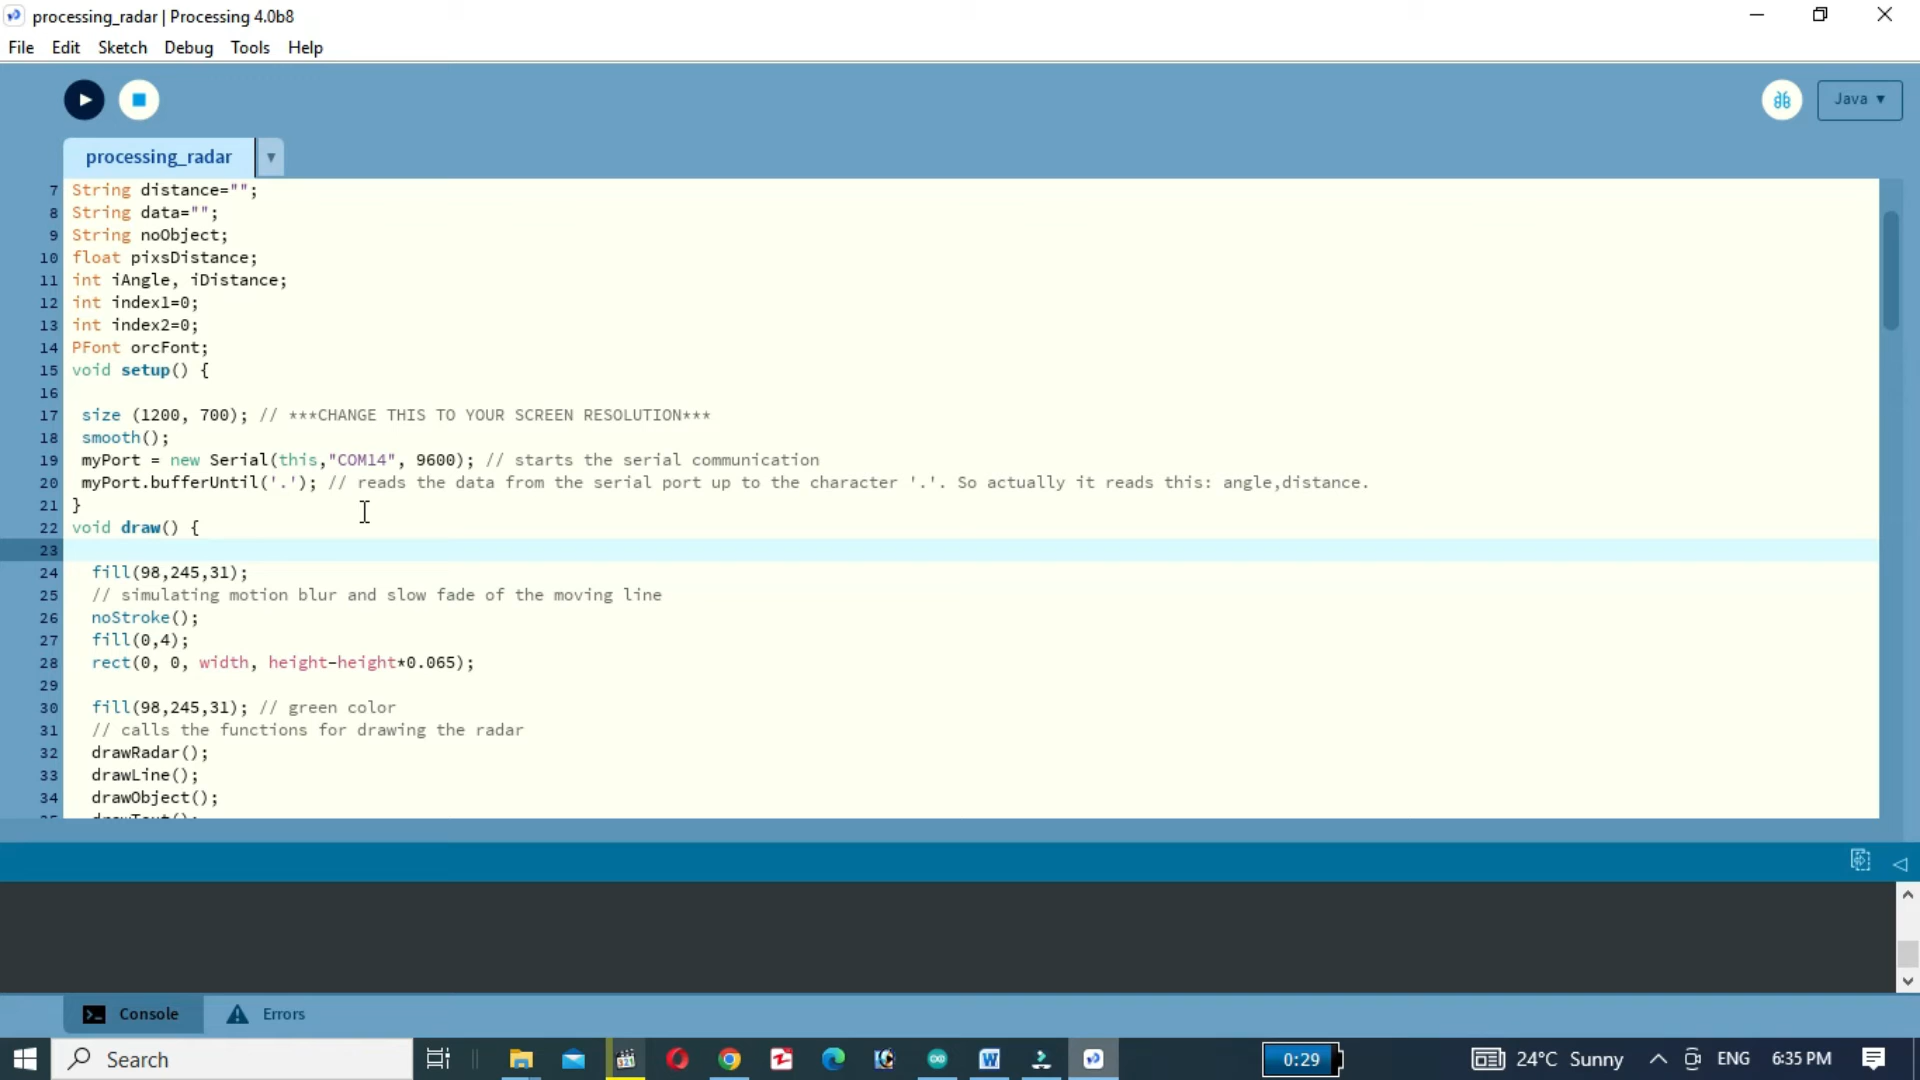 processing_radar | Processing 4.0b8
File Edit Sketch Debug Tools Help
Java ▼
processing_radar ▼
7 String distance="";
8 String data="";
9 String noObject;
10 float pixsDistance;
11 int iAngle, iDistance;
12 int index1=0;
13 int index2=0;
14 PFont orcFont;
15 void setup() {
16
17 size (1200, 700); // ***CHANGE THIS TO YOUR SCREEN RESOLUTION***
18 smooth();
19 myPort = new Serial(this,"COM14", 9600); // starts the serial communication
20 myPort.bufferUntil('.'); // reads the data from the serial port up to the character '.'. So actually it reads this: angle,distance.
21 }
22 void draw() {
23
24 fill(98,245,31);
25 // simulating motion blur and slow fade of the moving line
26 noStroke();
27 fill(0,4);
28 rect(0, 0, width, height-height*0.065);
29
30 fill(98,245,31); // green color
31 // calls the functions for drawing the radar
32 drawRadar();
33 drawLine();
34 drawObject();
Console Errors
Search
0:29
24°C Sunny
ENG
6:35 PM